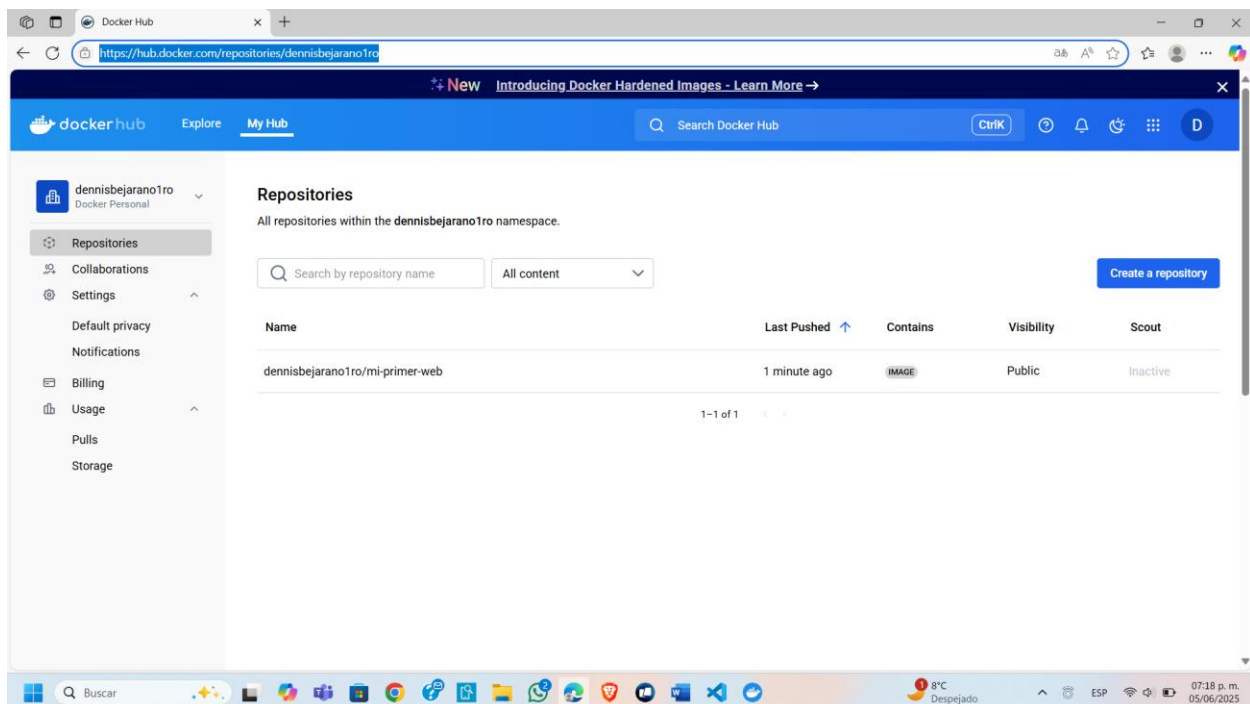 Docker Hub
https://hub.docker.com/repositories/dennisbejarano1ro
New Introducing Docker Hardened Images - Learn More →
dockerhub Explore My Hub Search Docker Hub CtrlK D
dennisbejarano1ro
Docker Personal
Repositories
Collaborations
Settings
Default privacy
Notifications
Billing
Usage
Pulls
Storage
Repositories
All repositories within the dennisbejarano1ro namespace.
Search by repository name All content Create a repository
Name Last Pushed Contains Visibility Scout
dennisbejarano1ro/mi-primer-web 1 minute ago IMAGE Public Inactive
1–1 of 1
Buscar 8°C ESP 07:18 p. m.
Despejado 05/06/2025